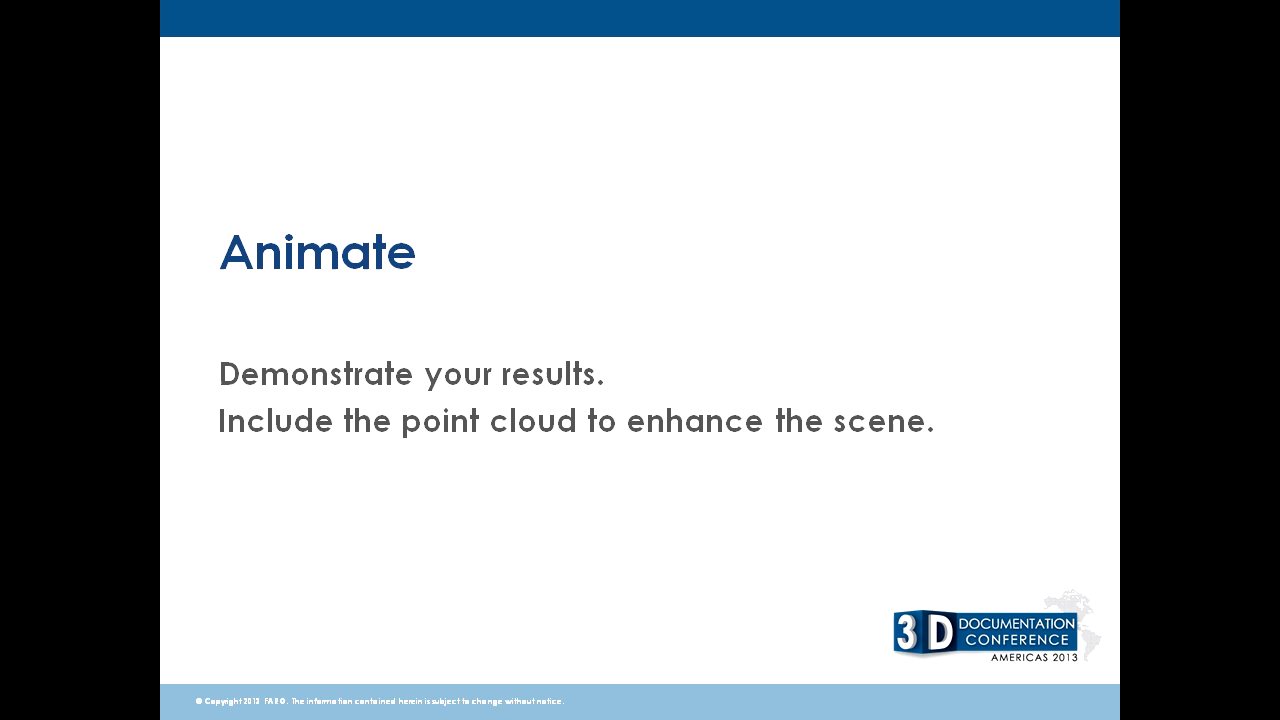 Animate
Demonstrate your results.
Include the point cloud to enhance the scene.
3D DOCUMENTATION
CONFERENCE
AMERICAS 2013
© Copyright 2013 FARO. The information contained herein is subject to change without notice.